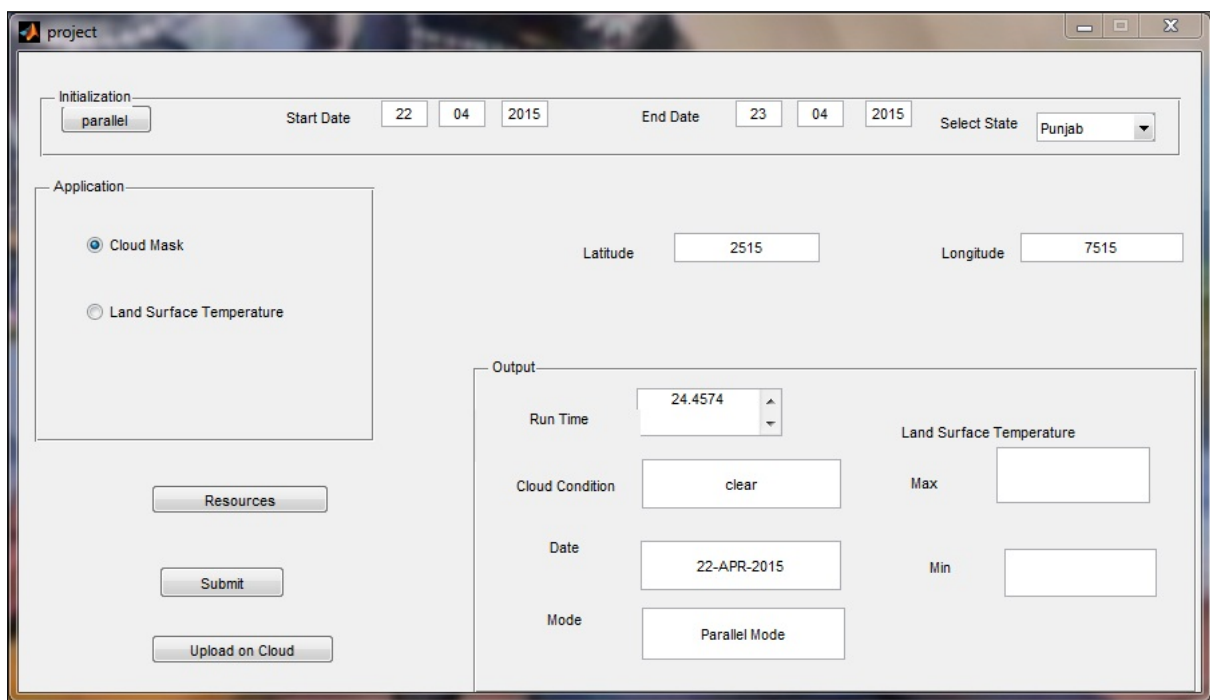 project
Initialization
parallel Start Date 22 04 2015 End Date 23 04 2015 Select State Punjab
Application
Cloud Mask
Latitude 2515 Longitude 7515
Land Surface Temperature
Output
Run Time 24.4574
Land Surface Temperature
Cloud Condition clear Max
Resources
Date 22-APR-2015 Min
Submit
Mode Parallel Mode
Upload on Cloud